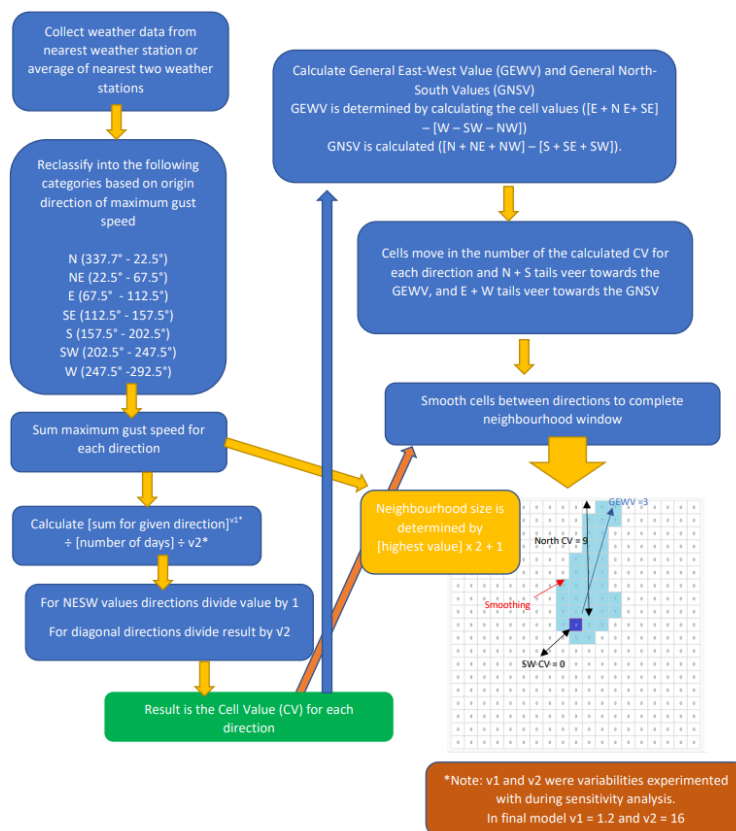 Collect weather data from
nearest weather station or
average of nearest two weather
stations
Reclassify into the following
categories based on origin
direction of maximum gust
speed
N (337.7° - 22.5°)
NE (22.5° - 67.5°)
E (67.5° - 112.5°)
SE (112.5° - 157.5°)
S (157.5° - 202.5°)
SW (202.5° - 247.5°)
W (247.5° -292.5°)
Sum maximum gust speed for
each direction
Calculate [sum for given direction]^v1*
÷ [number of days] ÷ v2*
For NESW values directions divide value by 1
For diagonal directions divide result by √2
Result is the Cell Value (CV) for each
direction
Calculate General East-West Value (GEWV) and General North-
South Values (GNSV)
GEWV is determined by calculating the cell values ([E + N E+ SE]
– [W – SW – NW])
GNSV is calculated ([N + NE + NW] – [S + SE + SW]).
Cells move in the number of the calculated CV for
each direction and N + S tails veer towards the
GEWV, and E + W tails veer towards the GNSV
Smooth cells between directions to complete
neighbourhood window
Neighbourhood size is
determined by
[highest value] x 2 + 1
GEWV =3
North CV = 9
Smoothing
SW CV = 0
*Note: v1 and v2 were variabilities experimented
with during sensitivity analysis.
In final model v1 = 1.2 and v2 = 16